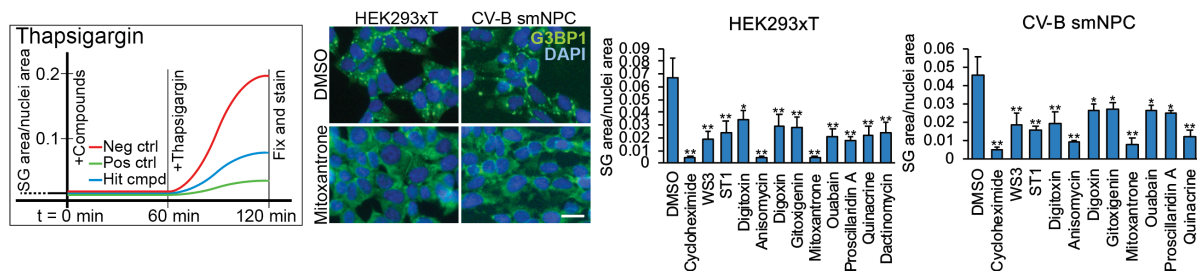 Thapsigargin
SG area/nuclei area
0.2
0.1
+Compounds
+Thapsigargin
Fix and stain
Neg ctrl
Pos ctrl
Hit cmpd
t = 0 min
60 min
120 min
HEK293xT
CV-B smNPC
DMSO
Mitoxantrone
G3BP1
DAPI
HEK293xT
SG area/nuclei area
0.09
0.08
0.07
0.06
0.05
0.04
0.03
0.02
0.01
0
**
**
**
*
**
**
**
**
**
**
**
**
DMSO
Cycloheximide
WS3
ST1
Digitoxin
Anisomycin
Digoxin
Gitoxigenin
Mitoxantrone
Ouabain
Proscillaridin A
Quinacrine
Dactinomycin
CV-B smNPC
SG area/nuclei area
0.06
0.05
0.04
0.03
0.02
0.01
0.00
**
**
**
**
**
*
*
**
*
*
**
DMSO
Cycloheximide
WS3
ST1
Digitoxin
Anisomycin
Digoxin
Gitoxigenin
Mitoxantrone
Ouabain
Proscillaridin A
Quinacrine